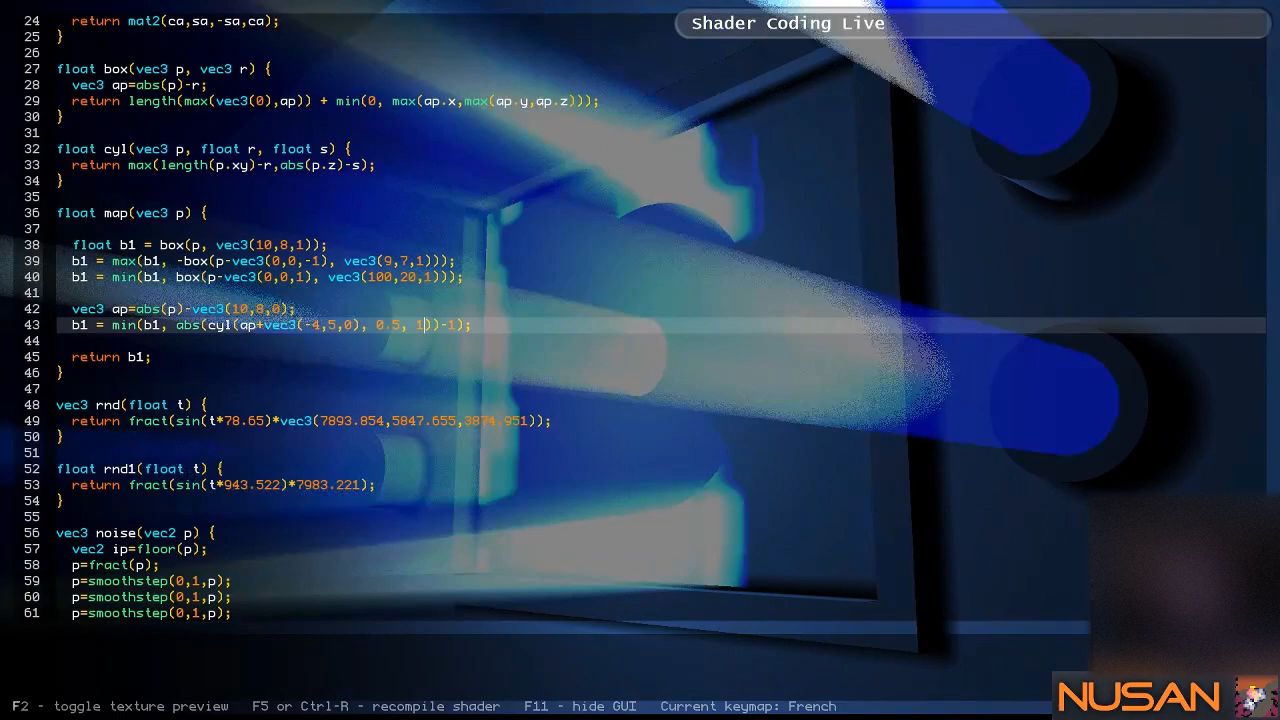 Shader Coding Live
24 return mat2(ca,sa,-sa,ca);
25 }
26
27 float box(vec3 p, vec3 r) {
28 vec3 ap=abs(p)-r;
29 return length(max(vec3(0),ap)) + min(0, max(ap.x,max(ap.y,ap.z)));
30 }
31
32 float cyl(vec3 p, float r, float s) {
33 return max(length(p.xy)-r,abs(p.z)-s);
34 }
35
36 float map(vec3 p) {
37
38 float b1 = box(p, vec3(10,8,1));
39 b1 = max(b1, -box(p-vec3(0,0,-1), vec3(9,7,1)));
40 b1 = min(b1, box(p-vec3(0,0,1), vec3(100,20,1)));
41
42 vec3 ap=abs(p)-vec3(10,8,0);
43 b1 = min(b1, abs(cyl(ap+vec3(-4,5,0), 0.5, 1))-1);
44
45 return b1;
46 }
47
48 vec3 rnd(float t) {
49 return fract(sin(t*78.65)*vec3(7893.854,5847.655,3874.951));
50 }
51
52 float rnd1(float t) {
53 return fract(sin(t*943.522)*7983.221);
54 }
55
56 vec3 noise(vec2 p) {
57 vec2 ip=floor(p);
58 p=fract(p);
59 p=smoothstep(0,1,p);
60 p=smoothstep(0,1,p);
61 p=smoothstep(0,1,p);
F2 - toggle texture preview F5 or Ctrl-R - recompile shader F11 - hide GUI Current keymap: French
NUSAN